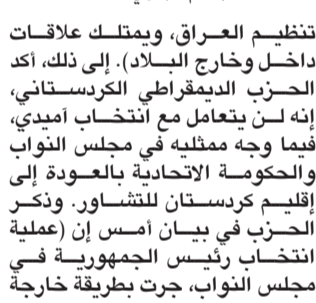 تنظيم العراق، ويمتلك علاقات
داخل وخارج البلاد). إلى ذلك، أكد
الحزب الديمقراطي الكردستاني،
إنه لن يتعامل مع انتخاب آميدي،
فيما وجه ممثليه في مجلس النواب
والحكومة الاتحادية بالعودة إلى
إقليم كردستان للتشاور. وذكر
الحزب في بيان أمس إن (عملية
انتخاب رئيس الجمهورية في
مجلس النواب، جرت بطريقة خارجة